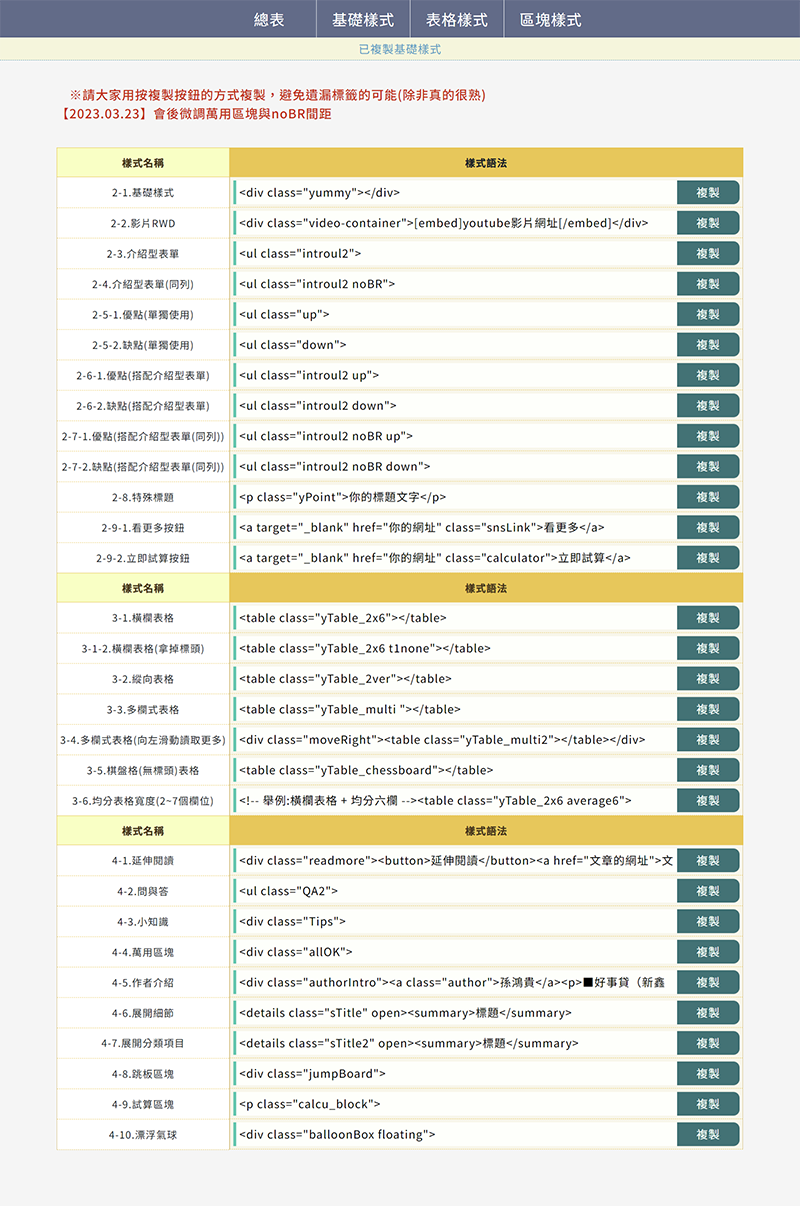 總表 基礎樣式 表格樣式 區塊樣式
已複製基礎樣式
※請大家用按複製按鈕的方式複製，避免遺漏標籤的可能(除非真的很熟)
【2023.03.23】會後微調萬用區塊與noBR間距
樣式名稱 樣式語法
2-1.基礎樣式 <div class="yummy"></div> 複製
2-2.影片RWD <div class="video-container">[embed]youtube影片網址[/embed]</div> 複製
2-3.介紹型表單 <ul class="introul2"> 複製
2-4.介紹型表單(同列) <ul class="introul2 noBR"> 複製
2-5-1.優點(單獨使用) <ul class="up"> 複製
2-5-2.缺點(單獨使用) <ul class="down"> 複製
2-6-1.優點(搭配介紹型表單) <ul class="introul2 up"> 複製
2-6-2.缺點(搭配介紹型表單) <ul class="introul2 down"> 複製
2-7-1.優點(搭配介紹型表單(同列)) <ul class="introul2 noBR up"> 複製
2-7-2.缺點(搭配介紹型表單(同列)) <ul class="introul2 noBR down"> 複製
2-8.特殊標題 <p class="yPoint">你的標題文字</p> 複製
2-9-1.看更多按鈕 <a target="_blank" href="你的網址" class="snsLink">看更多</a> 複製
2-9-2.立即試算按鈕 <a target="_blank" href="你的網址" class="calculator">立即試算</a> 複製
樣式名稱 樣式語法
3-1.橫欄表格 <table class="yTable_2x6"></table> 複製
3-1-2.橫欄表格(拿掉標頭) <table class="yTable_2x6 t1none"></table> 複製
3-2.縱向表格 <table class="yTable_2ver"></table> 複製
3-3.多欄式表格 <table class="yTable_multi "></table> 複製
3-4.多欄式表格(向左滑動讀取更多) <div class="moveRight"><table class="yTable_multi2"></table></div> 複製
3-5.棋盤格(無標頭)表格 <table class="yTable_chessboard"></table> 複製
3-6.均分表格寬度(2~7個欄位) <!-- 舉例:橫欄表格 + 均分六欄 --><table class="yTable_2x6 average6"> 複製
樣式名稱 樣式語法
4-1.延伸閱讀 <div class="readmore"><button>延伸閱讀</button><a href="文章的網址">文 複製
4-2.問與答 <ul class="QA2"> 複製
4-3.小知識 <div class="Tips"> 複製
4-4.萬用區塊 <div class="allOK"> 複製
4-5.作者介紹 <div class="authorIntro"><a class="author">孫鴻貴</a><p>■好事貸（新鑫 複製
4-6.展開細節 <details class="sTitle" open><summary>標題</summary> 複製
4-7.展開分類項目 <details class="sTitle2" open><summary>標題</summary> 複製
4-8.跳板區塊 <div class="jumpBoard"> 複製
4-9.試算區塊 <p class="calcu_block"> 複製
4-10.漂浮氣球 <div class="balloonBox floating"> 複製